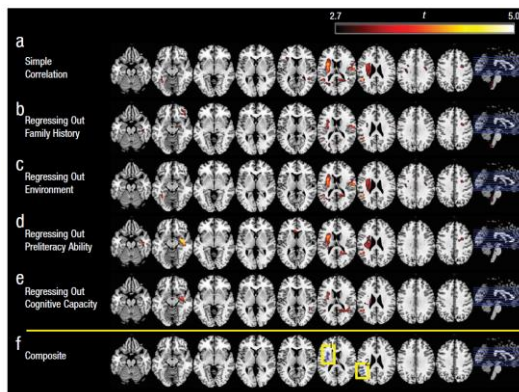 2.7
t
5.0
a
Simple
Correlation
b
Regressing Out
Family History
c
Regressing Out
Environment
d
Regressing Out
Preliteracy Ability
e
Regressing Out
Cognitive Capacity
f
Composite